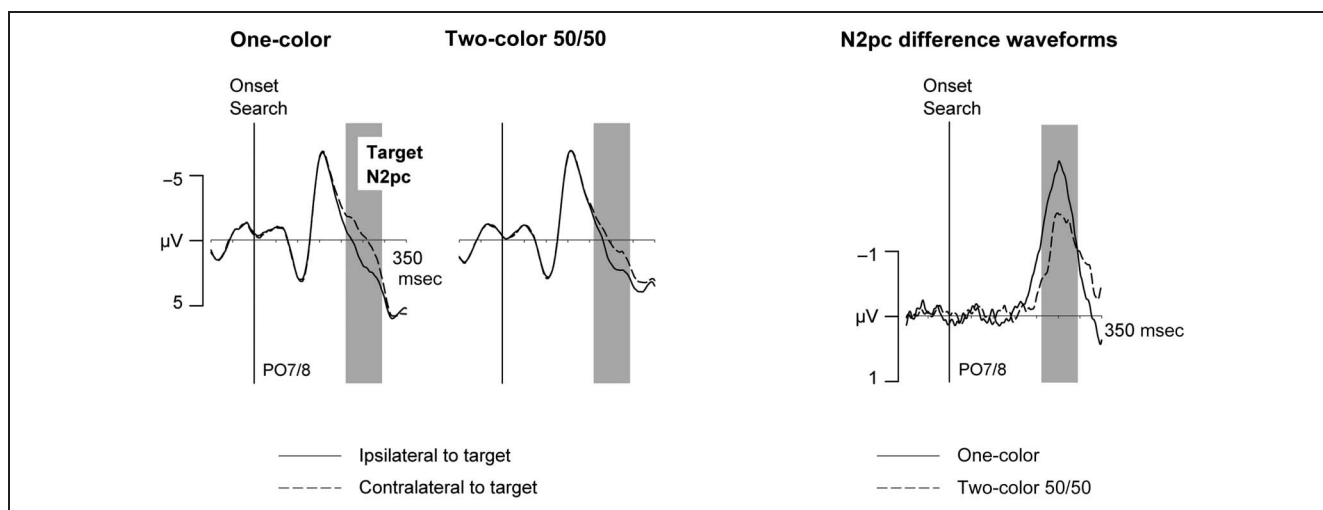 One-color
Two-color 50/50
N2pc difference waveforms
Onset
Search
Target
N2pc
–5
µV
5
350
msec
PO7/8
Onset
Search
–1
µV
1
350 msec
PO7/8
Ipsilateral to target
Contralateral to target
One-color
Two-color 50/50